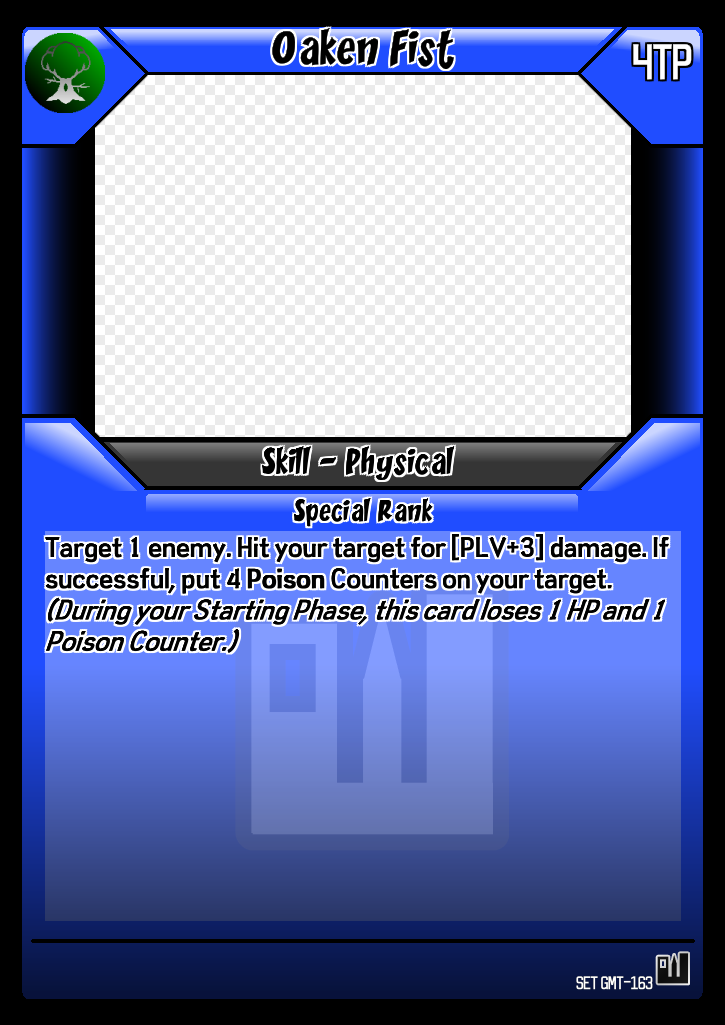 Oaken Fist
4TP
Skill - Physical
Special Rank
Target 1 enemy. Hit your target for [PLV+3] damage. If
successful, put 4 Poison Counters on your target.
(During your Starting Phase, this card loses 1 HP and 1
Poison Counter.)
SET GMT-163